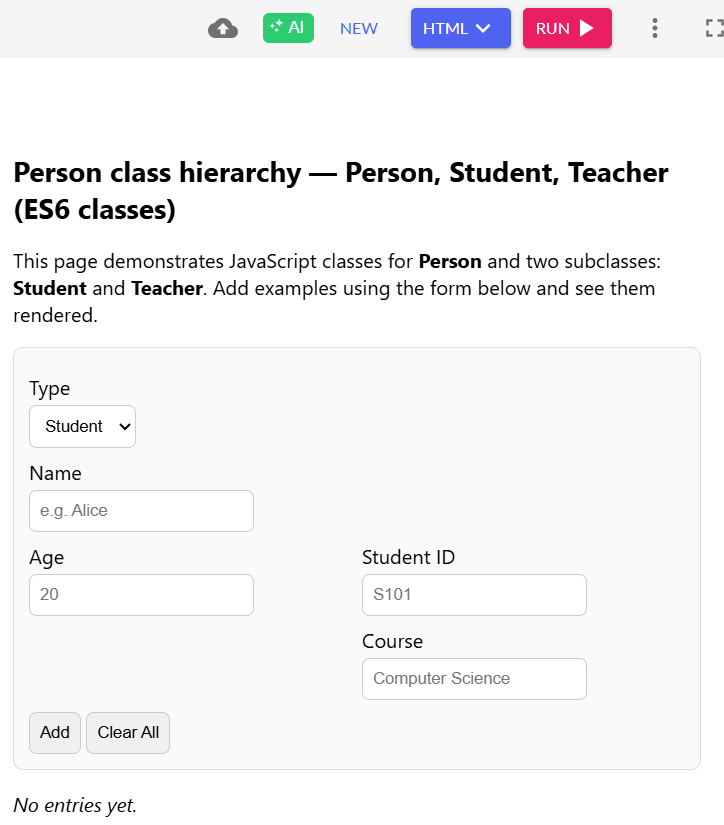 AI NEW HTML RUN
Person class hierarchy — Person, Student, Teacher
(ES6 classes)
This page demonstrates JavaScript classes for Person and two subclasses:
Student and Teacher. Add examples using the form below and see them
rendered.
Type
Student
Name
e.g. Alice
Age Student ID
20 S101
Course
Computer Science
Add Clear All
No entries yet.